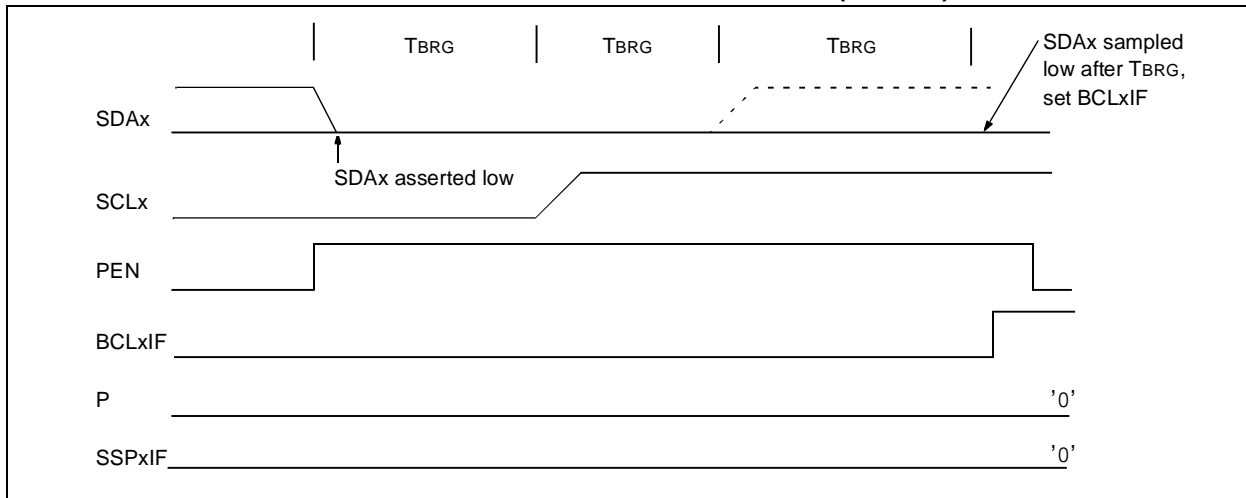 TBRG TBRG TBRG
SDAx sampled
low after TBRG,
set BCLxIF
SDAx
SDAx asserted low
SCLx
PEN
BCLxIF
P '0'
SSPxIF '0'